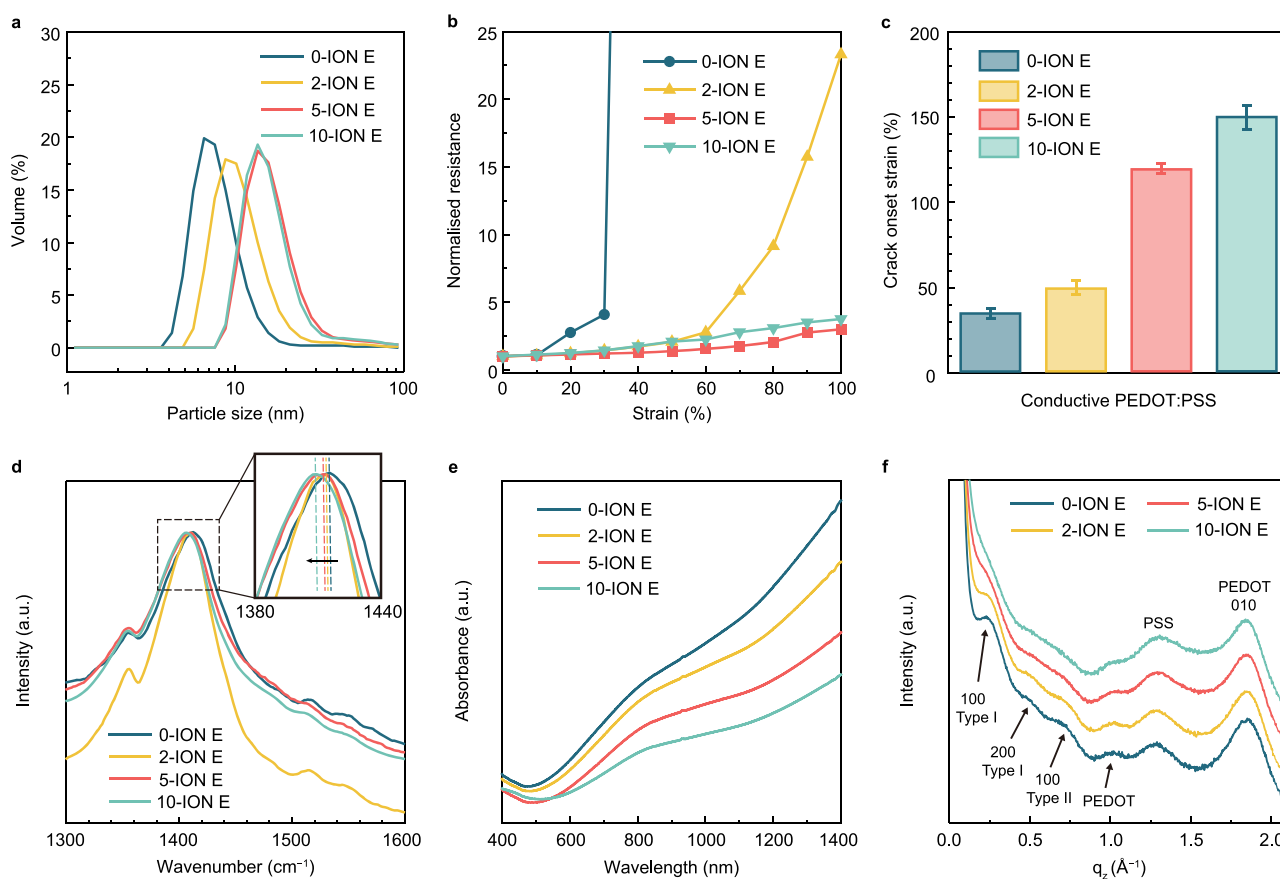 a
30
25
20
15
10
5
0
Volume (%)
1
10
100
Particle size (nm)
0-ION E
2-ION E
5-ION E
10-ION E
b
25
20
15
10
5
0
Normalised resistance
0
20
40
60
80
100
Strain (%)
0-ION E
2-ION E
5-ION E
10-ION E
c
200
150
100
50
0
Crack onset strain (%)
Conductive PEDOT:PSS
0-ION E
2-ION E
5-ION E
10-ION E
d
Intensity (a.u.)
1380
1440
0-ION E
2-ION E
5-ION E
10-ION E
1300
1400
1500
1600
Wavenumber (cm⁻¹)
e
Absorbance (a.u.)
0-ION E
2-ION E
5-ION E
10-ION E
400
600
800
1000
1200
1400
Wavelength (nm)
f
Intensity (a.u.)
0-ION E
2-ION E
5-ION E
10-ION E
PEDOT
010
PSS
100
Type I
200
Type I
100
Type II
PEDOT
0.0
0.5
1.0
1.5
2.0
q_z (Å⁻¹)